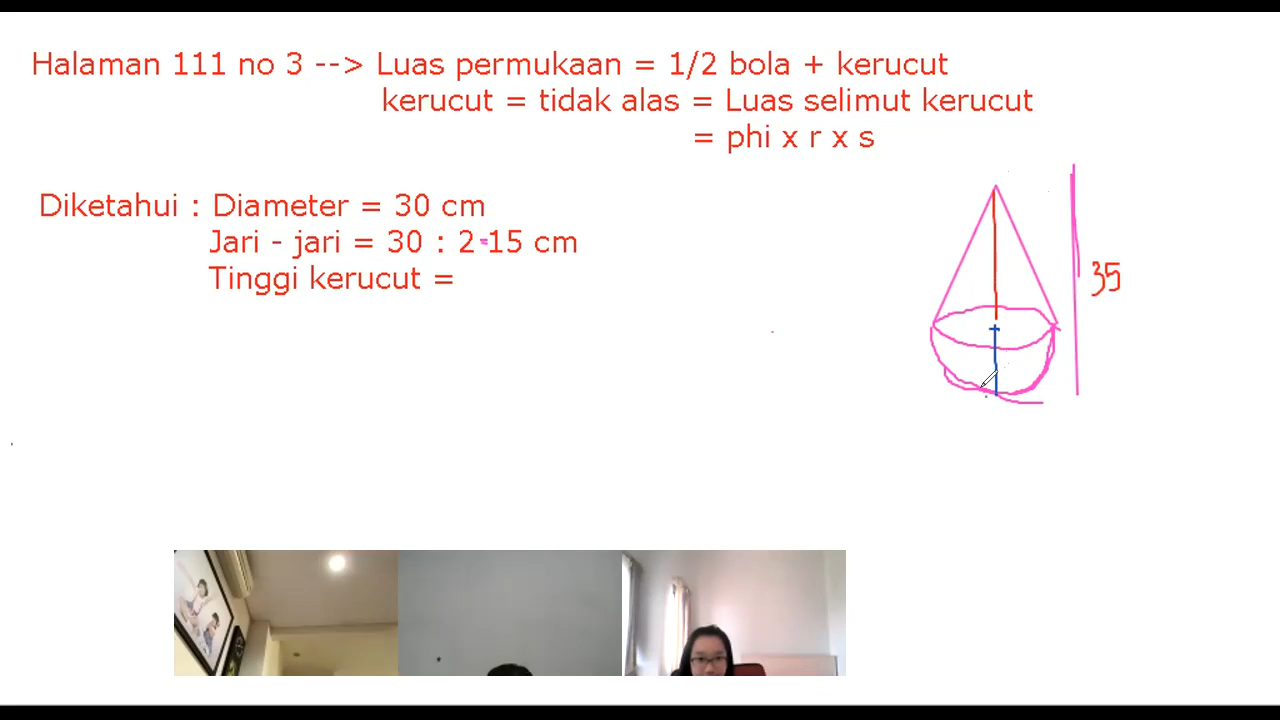 Halaman 111 no 3 --> Luas permukaan = 1/2 bola + kerucut
kerucut = tidak alas = Luas selimut kerucut
= phi x r x s
Diketahui : Diameter = 30 cm
Jari - jari = 30 : 2=15 cm
Tinggi kerucut =
35